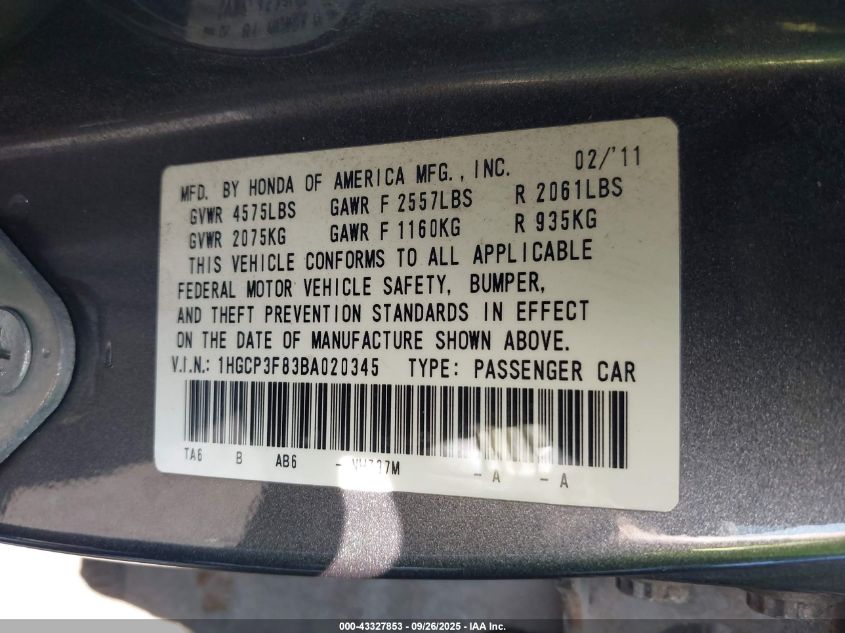 MFD. BY HONDA OF AMERICA MFG., INC. 02/'11
GVWR 4575LBS GAWR F 2557LBS R 2061LBS
GVWR 2075KG GAWR F 1160KG R 935KG
THIS VEHICLE CONFORMS TO ALL APPLICABLE
FEDERAL MOTOR VEHICLE SAFETY, BUMPER,
AND THEFT PREVENTION STANDARDS IN EFFECT
ON THE DATE OF MANUFACTURE SHOWN ABOVE.
V.I.N.: 1HGCP3F83BA020345 TYPE: PASSENGER CAR
TA6 B AB6 - - A - A
000-43327853 - 09/26/2025 - IAA Inc.